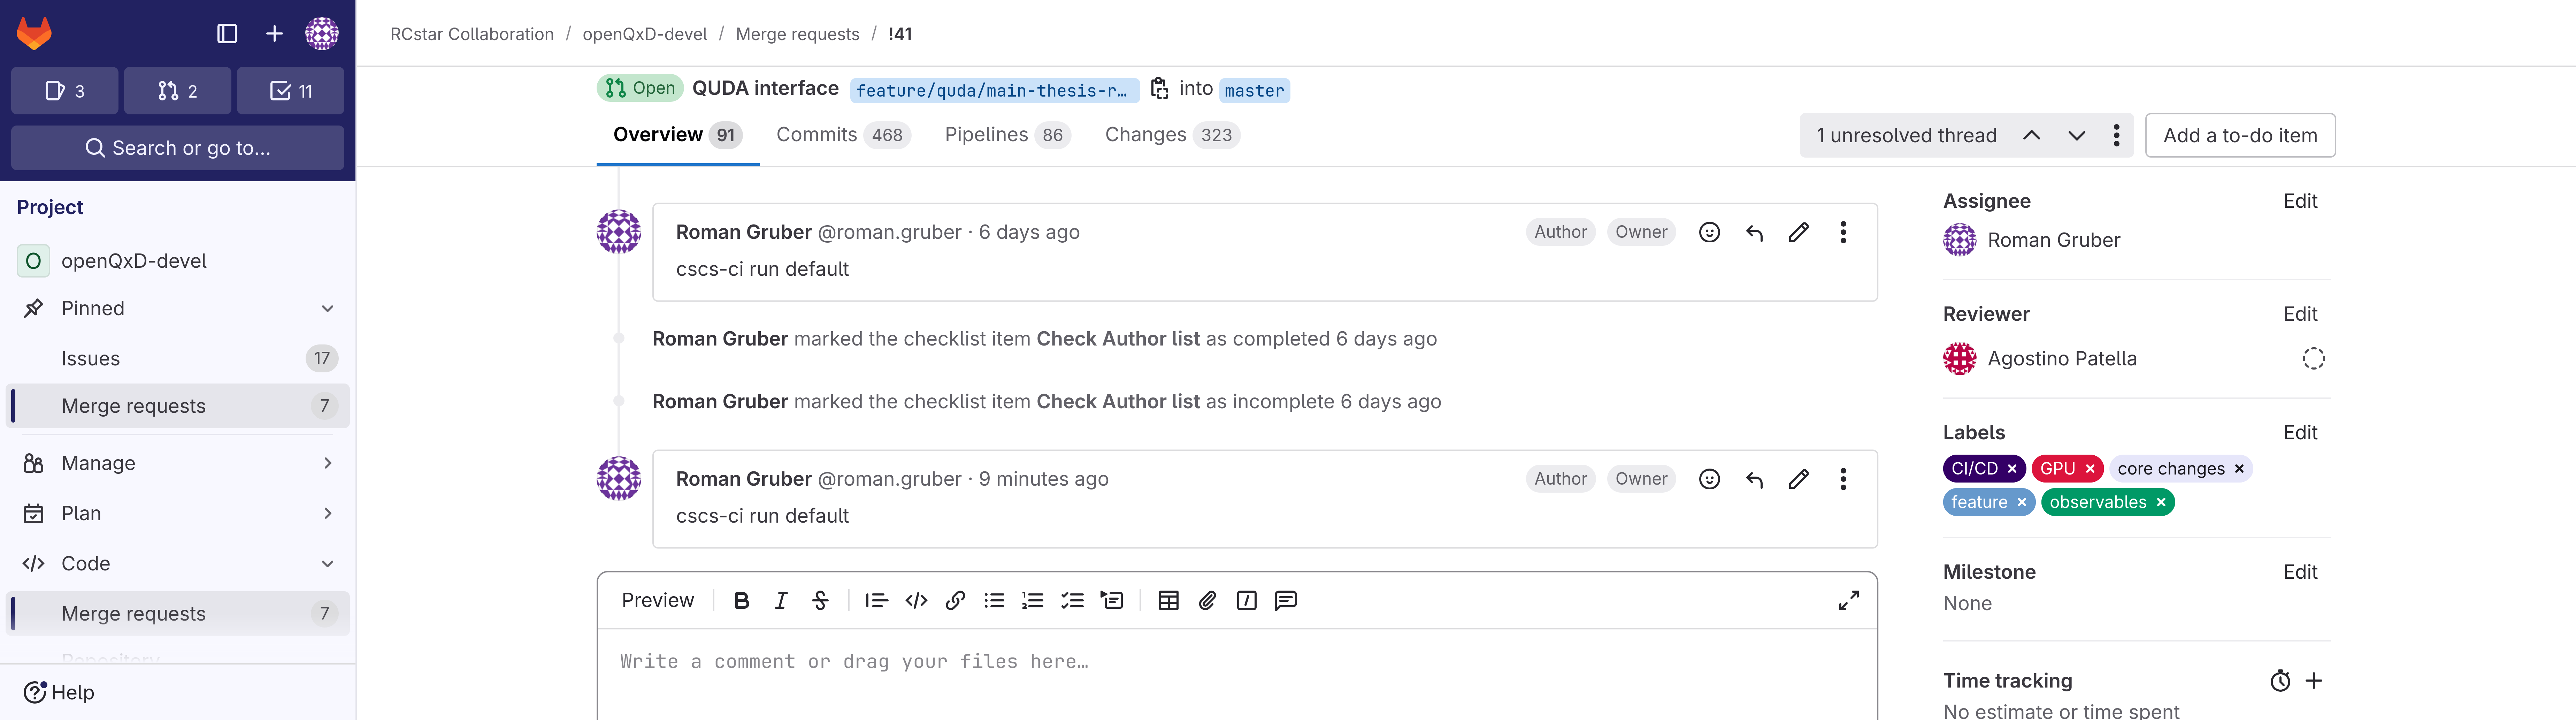 RCstar Collaboration / openQxD-devel / Merge requests / !41
3 2 11
Search or go to...
Project
O openQxD-devel
Pinned
Issues 17
Merge requests 7
Manage
Plan
Code
Merge requests 7
Repository
Help
Open QUDA interface feature/quda/main-thesis-r… into master
Overview 91 Commits 468 Pipelines 86 Changes 323
1 unresolved thread
Add a to-do item
Roman Gruber @roman.gruber · 6 days ago
Author Owner
cscs-ci run default
Roman Gruber marked the checklist item Check Author list as completed 6 days ago
Roman Gruber marked the checklist item Check Author list as incomplete 6 days ago
Roman Gruber @roman.gruber · 9 minutes ago
Author Owner
cscs-ci run default
Preview
Write a comment or drag your files here…
Assignee Edit
Roman Gruber
Reviewer Edit
Agostino Patella
Labels Edit
CI/CD × GPU × core changes ×
feature × observables ×
Milestone Edit
None
Time tracking
No estimate or time spent